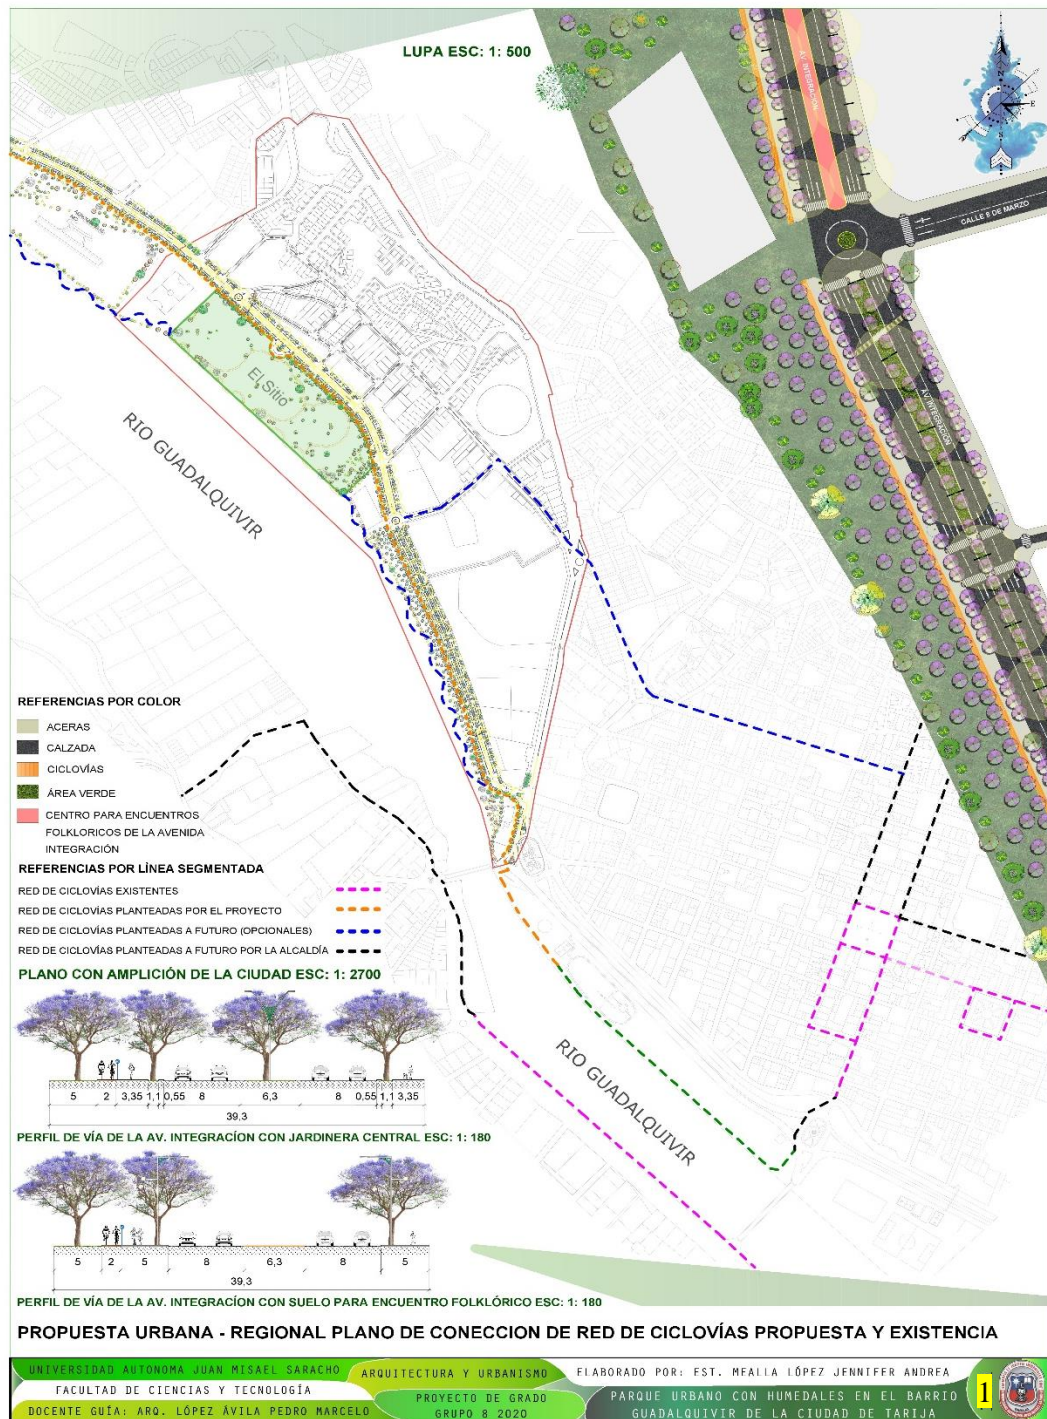 LUPA ESC: 1: 500
AV. INTEGRACIÓN
N
E
CALLE 9 DE MARZO
AV. INTEGRACIÓN
El Sitio
RIO GUADALQUIVIR
REFERENCIAS POR COLOR
ACERAS
CALZADA
CICLOVÍAS
ÁREA VERDE
CENTRO PARA ENCUENTROS
FOLKLORICOS DE LA AVENIDA
INTEGRACIÓN
REFERENCIAS POR LÍNEA SEGMENTADA
RED DE CICLOVÍAS EXISTENTES
RED DE CICLOVÍAS PLANTEADAS POR EL PROYECTO
RED DE CICLOVÍAS PLANTEADAS A FUTURO (OPCIONALES)
RED DE CICLOVÍAS PLANTEADAS A FUTURO POR LA ALCALDÍA
PLANO CON AMPLICIÓN DE LA CIUDAD ESC: 1: 2700
RIO GUADALQUIVIR
5 2 3,35 1,1 0,55 8 6,3 8 0,55 1,1 3,35
39,3
PERFIL DE VÍA DE LA AV. INTEGRACÍON CON JARDINERA CENTRAL ESC: 1: 180
5 2 5 8 6,3 8 5
39,3
PERFIL DE VÍA DE LA AV. INTEGRACÍON CON SUELO PARA ENCUENTRO FOLKLÓRICO ESC: 1: 180
PROPUESTA URBANA - REGIONAL PLANO DE CONECCION DE RED DE CICLOVÍAS PROPUESTA Y EXISTENCIA
UNIVERSIDAD AUTONOMA JUAN MISAEL SARACHO
FACULTAD DE CIENCIAS Y TECNOLOGÍA
DOCENTE GUÍA: ARQ. LÓPEZ ÁVILA PEDRO MARCELO
ARQUITECTURA Y URBANISMO
PROYECTO DE GRADO
GRUPO 8 2020
ELABORADO POR: EST. MEALLA LÓPEZ JENNIFER ANDREA
PARQUE URBANO CON HUMEDALES EN EL BARRIO
GUADALQUIVIR DE LA CIUDAD DE TARIJA
1